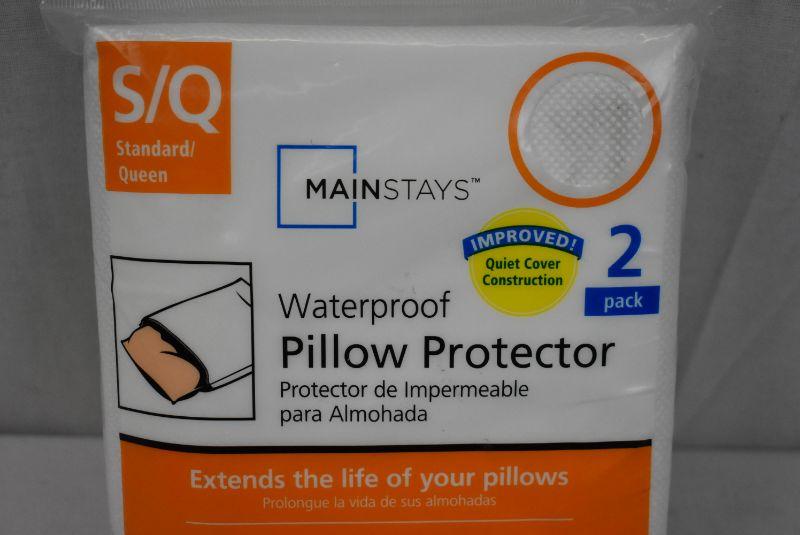 S/Q
Standard/
Queen
MAINSTAYS™
IMPROVED!
Quiet Cover
Construction
2
pack
Waterproof
Pillow Protector
Protector de Impermeable
para Almohada
Extends the life of your pillows
Prolongue la vida de sus almohadas